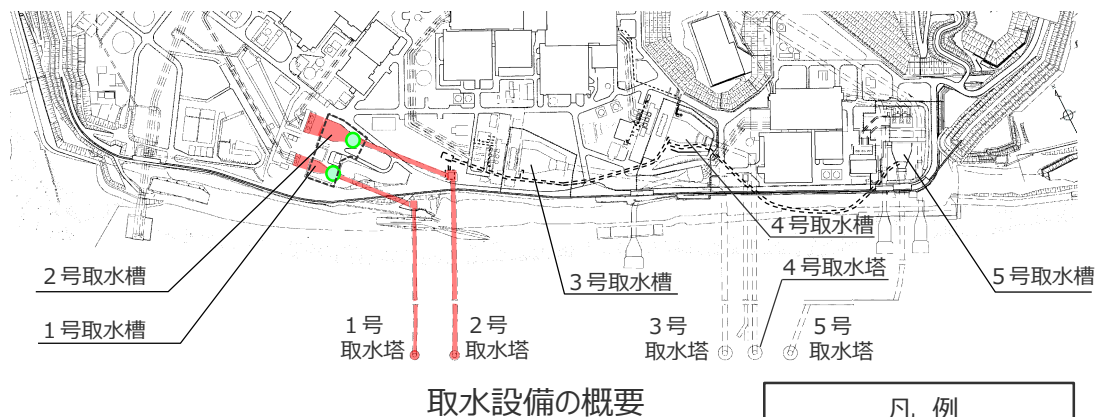 2号取水槽
1号取水槽
3号取水槽
4号取水槽
4号取水塔
5号取水槽
1号
取水塔
2号
取水塔
3号
取水塔
5号
取水塔
取水設備の概要
凡 例